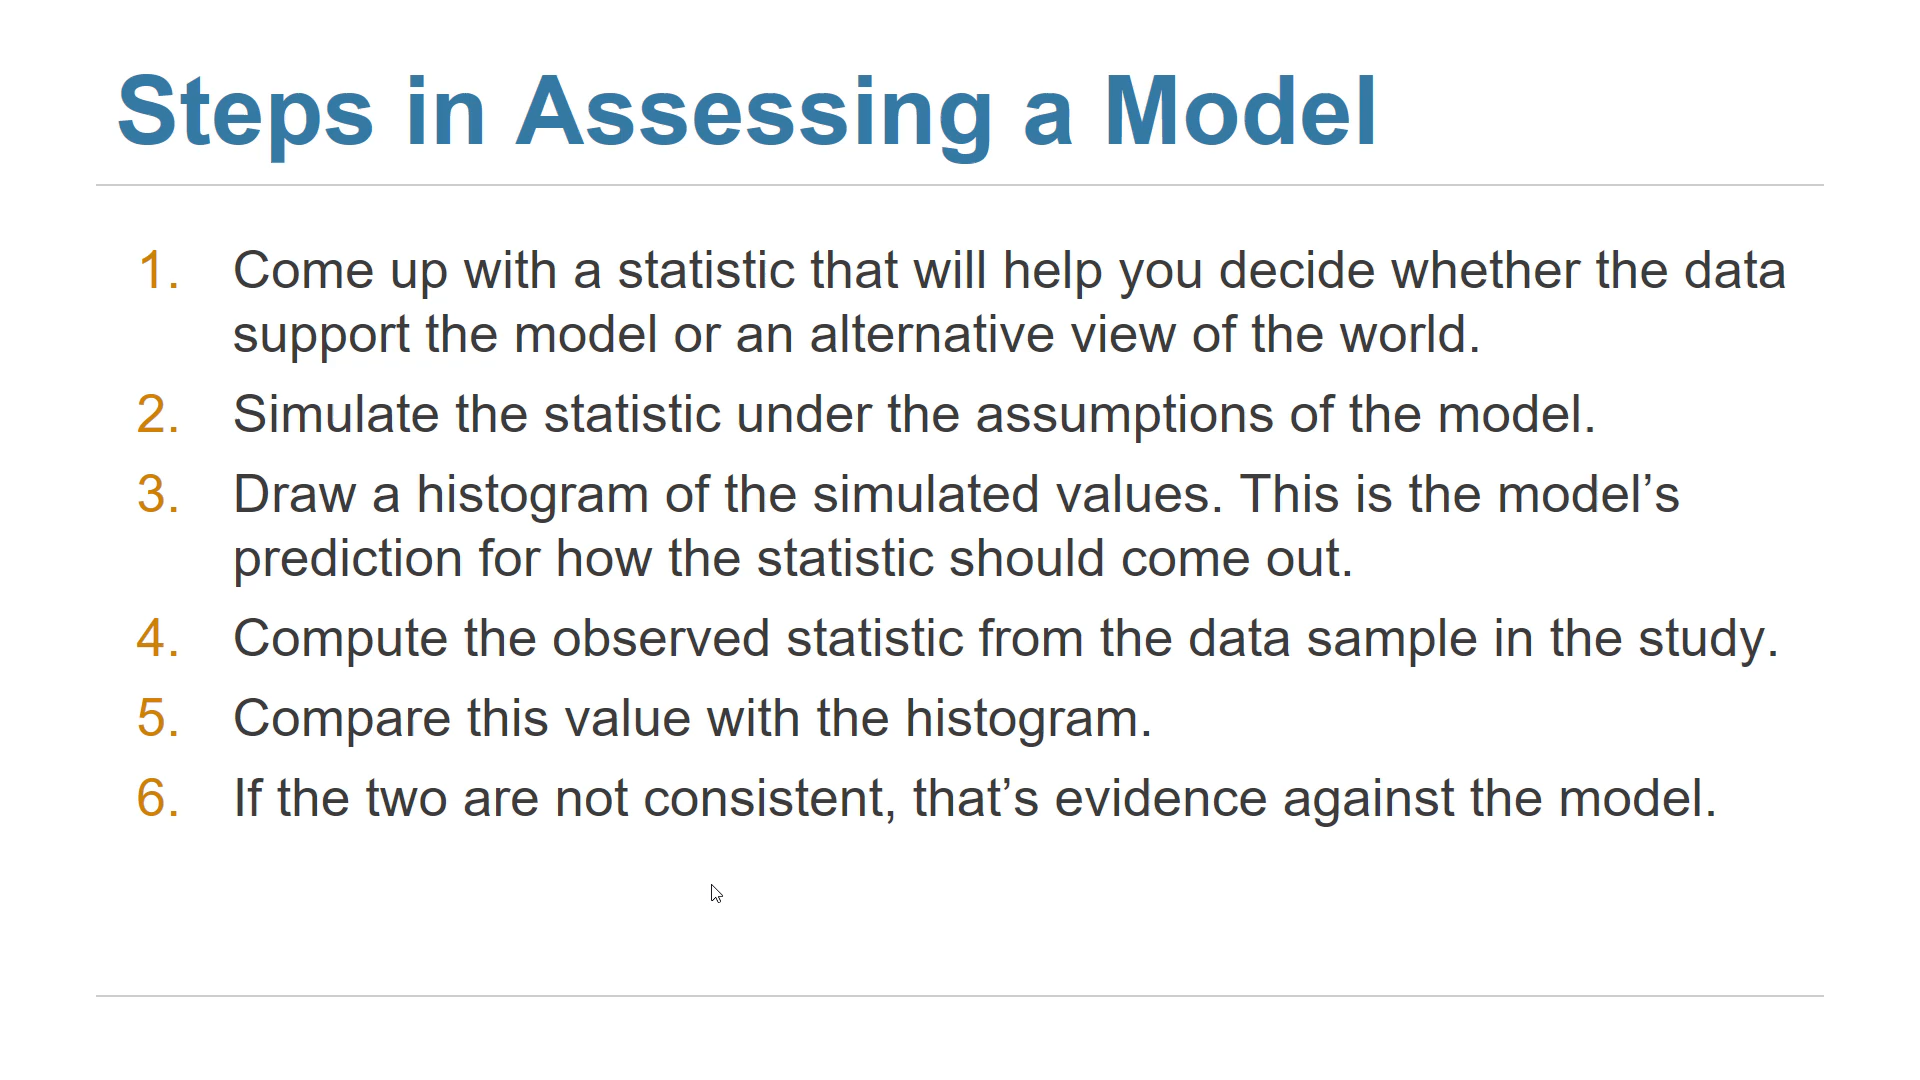 Steps in Assessing a Model
1. Come up with a statistic that will help you decide whether the data
support the model or an alternative view of the world.
2. Simulate the statistic under the assumptions of the model.
3. Draw a histogram of the simulated values. This is the model’s
prediction for how the statistic should come out.
4. Compute the observed statistic from the data sample in the study.
5. Compare this value with the histogram.
6. If the two are not consistent, that’s evidence against the model.